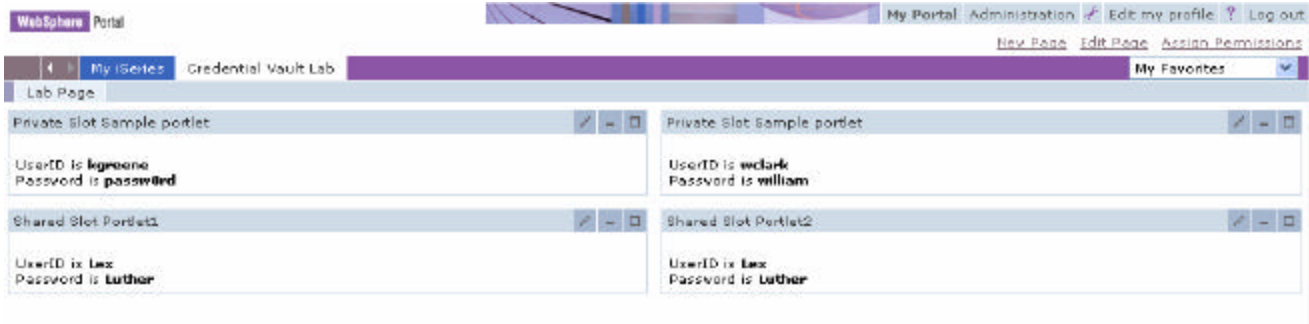 WebSphere Portal
My Portal Administration Edit my profile ? Log out
New Page Edit Page Assign Permissions
My iSeries Credential Vault Lab My Favorites
Lab Page
Private Slot Sample portlet
UserID is kgreene
Password is passw0rd
Private Slot Sample portlet
UserID is wclark
Password is william
Shared Slot Portlet1
UserID is Lex
Password is Luther
Shared Slot Portlet2
UserID is Lex
Password is Luther